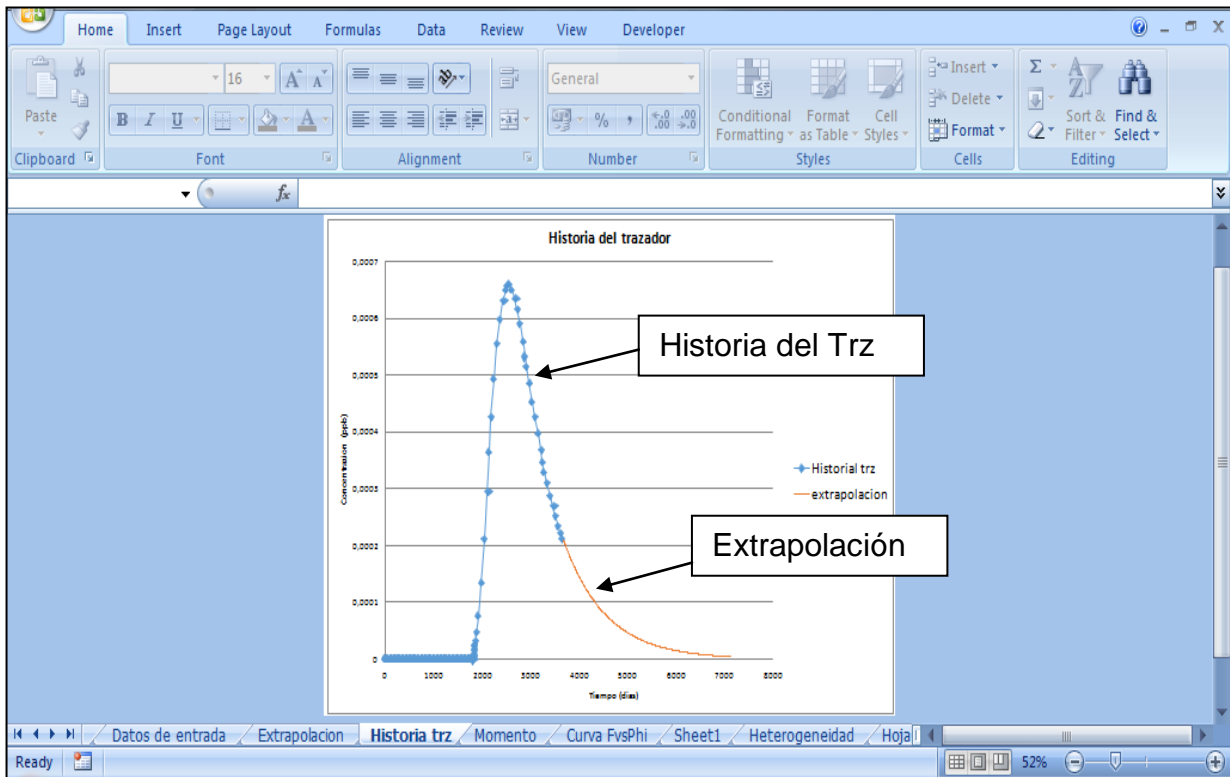 Home Insert Page Layout Formulas Data Review View Developer
Paste
16 A A
General
Insert
Delete
Format
B I U A
% ,
Conditional Formatting
Format as Table
Cell Styles
Σ
Sort & Filter
Find & Select
Clipboard Font Alignment Number Styles Cells Editing
fx
Historia del trazador
0,0007
0,0006
0,0005
0,0004
0,0003
0,0002
0,0001
0
Concentrasion (ppb)
0 1000 2000 3000 4000 5000 6000 7000 8000
Tiempo (dias)
Historia del Trz
Historial trz
extrapolacion
Extrapolación
Datos de entrada Extrapolacion Historia trz Momento Curva FvsPhi Sheet1 Heterogeneidad Hoja
Ready 52%